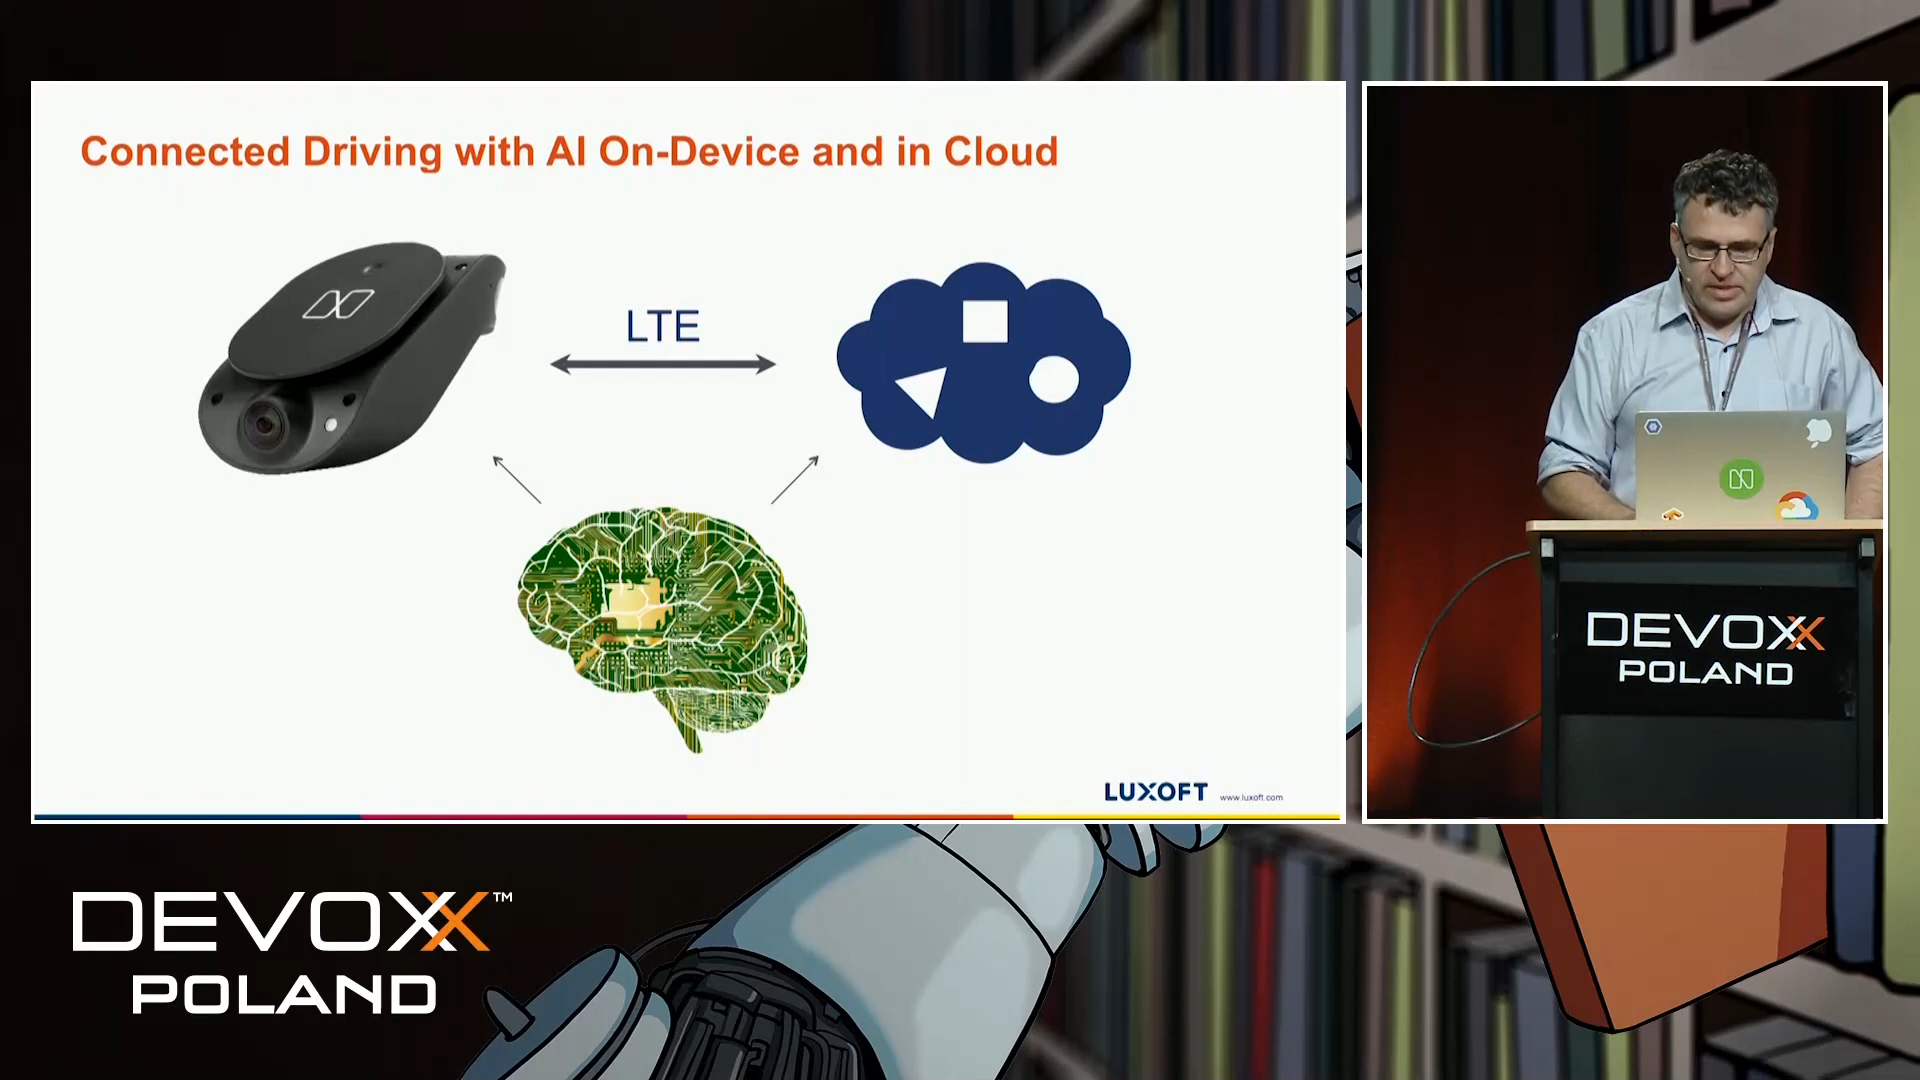 Connected Driving with AI On-Device and in Cloud
LTE
LUXOFT www.luxoft.com
DEVOXX
POLAND
DEVOXX™
POLAND